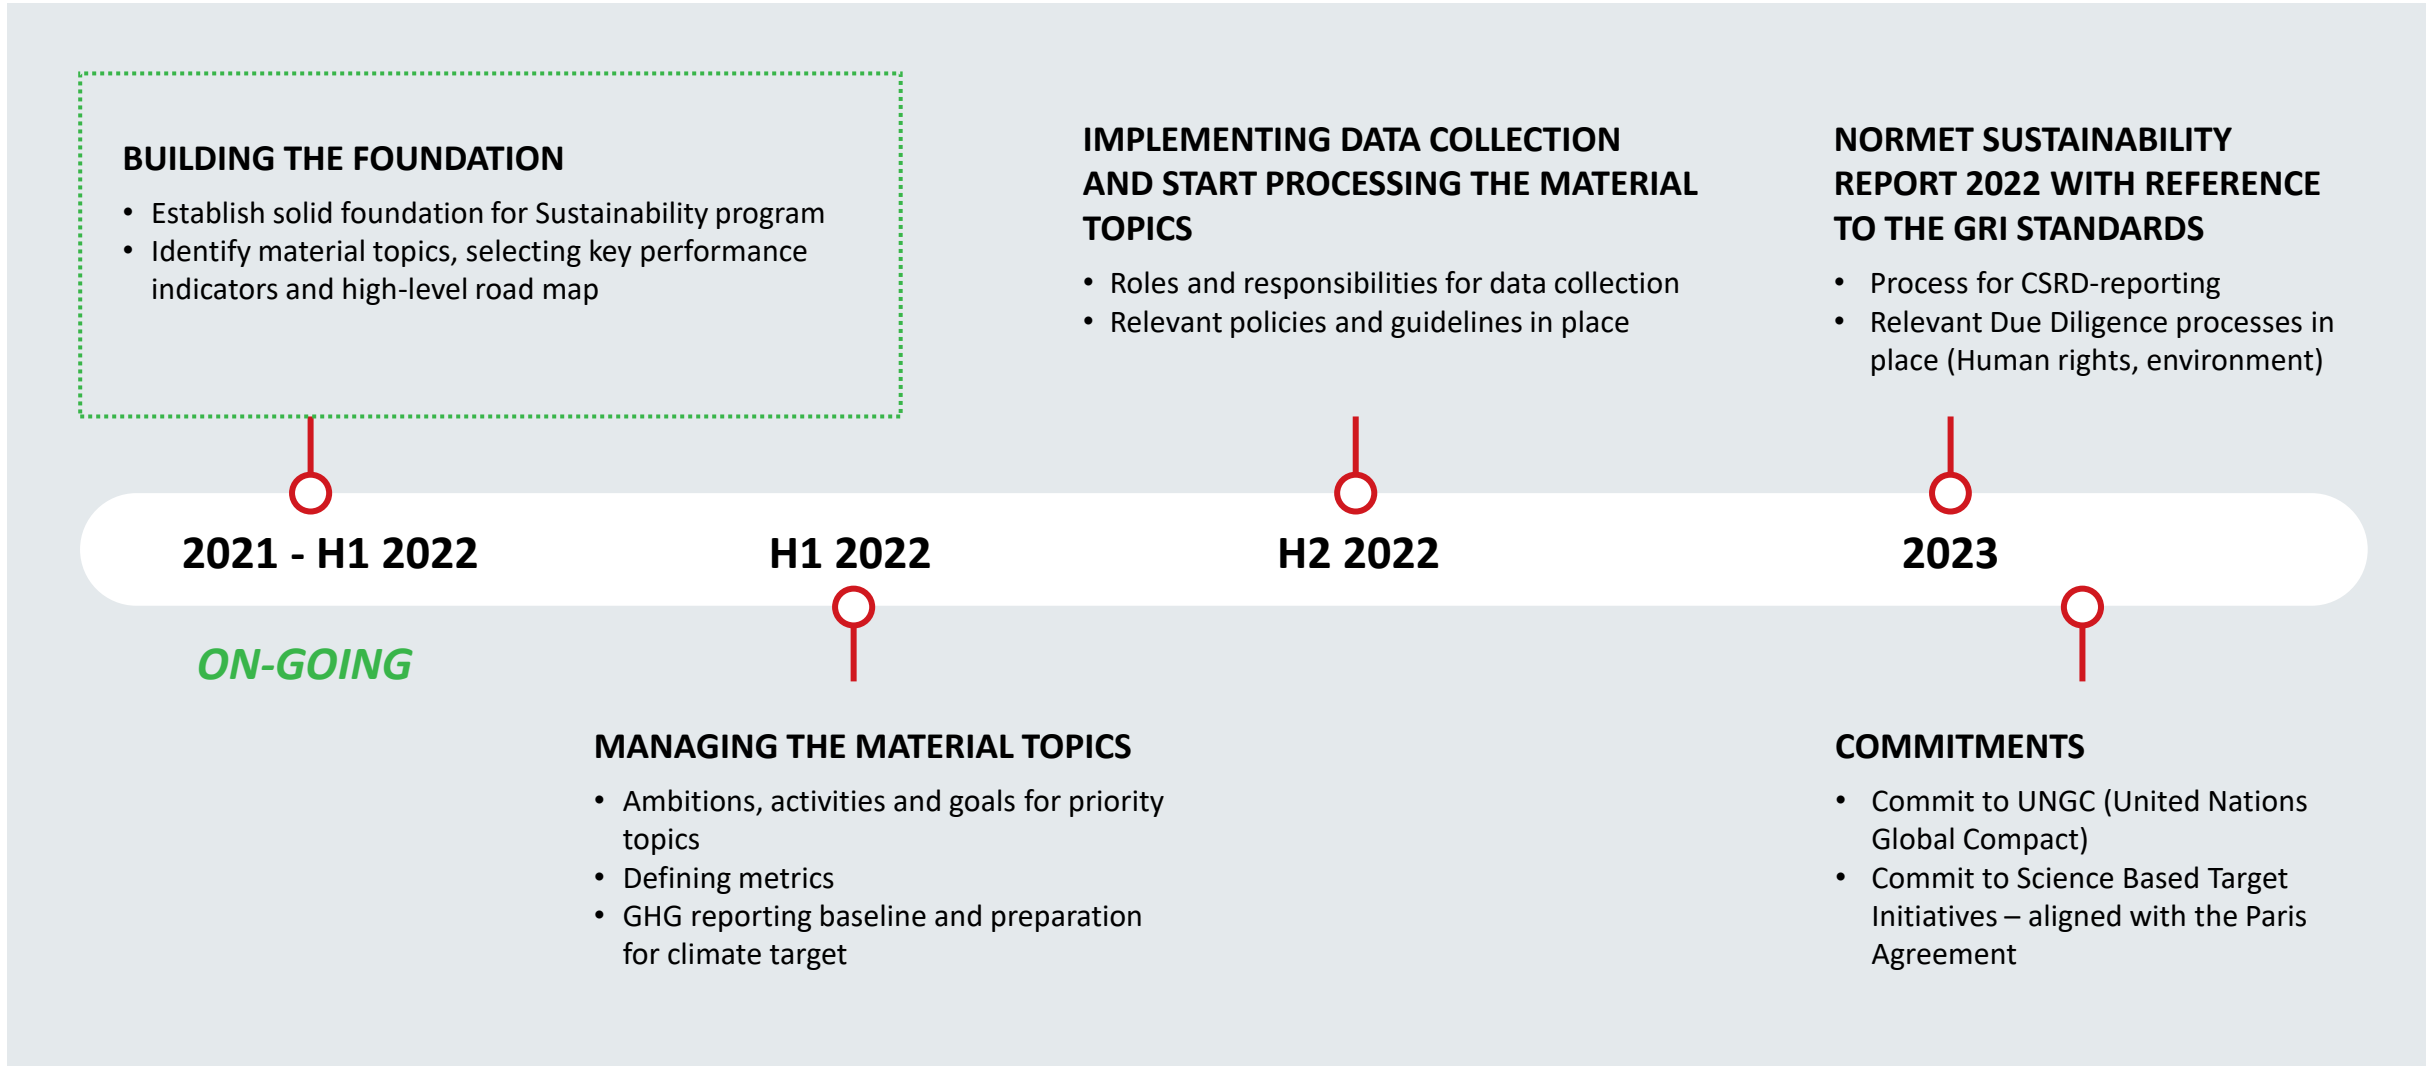 BUILDING THE FOUNDATION
• Establish solid foundation for Sustainability program
• Identify material topics, selecting key performance
indicators and high-level road map
IMPLEMENTING DATA COLLECTION
AND START PROCESSING THE MATERIAL
TOPICS
• Roles and responsibilities for data collection
• Relevant policies and guidelines in place
NORMET SUSTAINABILITY
REPORT 2022 WITH REFERENCE
TO THE GRI STANDARDS
• Process for CSRD-reporting
• Relevant Due Diligence processes in
place (Human rights, environment)
2021 - H1 2022
H1 2022
H2 2022
2023
ON-GOING
MANAGING THE MATERIAL TOPICS
• Ambitions, activities and goals for priority
topics
• Defining metrics
• GHG reporting baseline and preparation
for climate target
COMMITMENTS
• Commit to UNGC (United Nations
Global Compact)
• Commit to Science Based Target
Initiatives – aligned with the Paris
Agreement